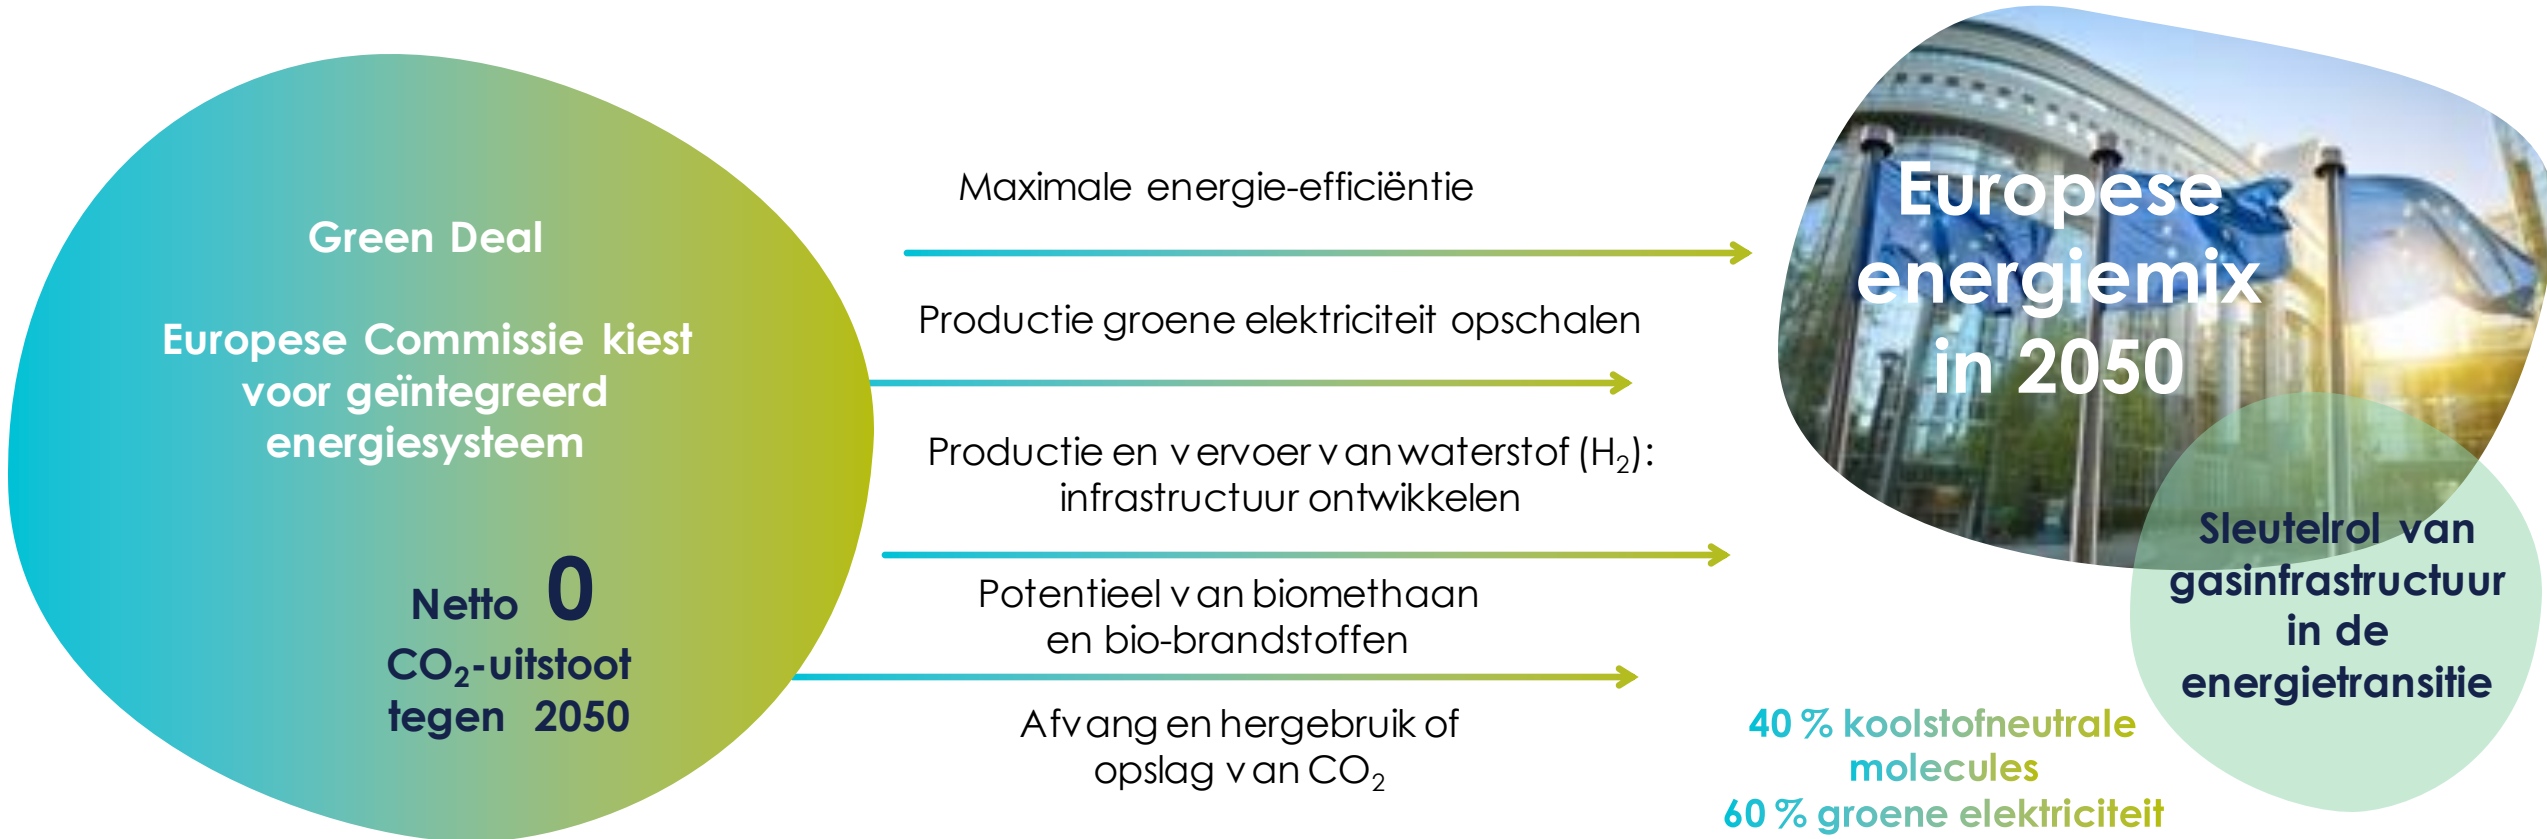 Green Deal
Europese Commissie kiest
voor geïntegreerd
energiesysteem
Netto 0
CO₂-uitstoot
tegen 2050
Maximale energie-efficiëntie
Productie groene elektriciteit opschalen
Productie en vervoer van waterstof (H₂):
infrastructuur ontwikkelen
Potentieel van biomethaan
en bio-brandstoffen
Afvang en hergebruik of
opslag van CO₂
Europese
energiemix
in 2050
Sleutelrol van
gasinfrastructuur
in de
energietransitie
40 % koolstofneutrale
molecules
60 % groene elektriciteit